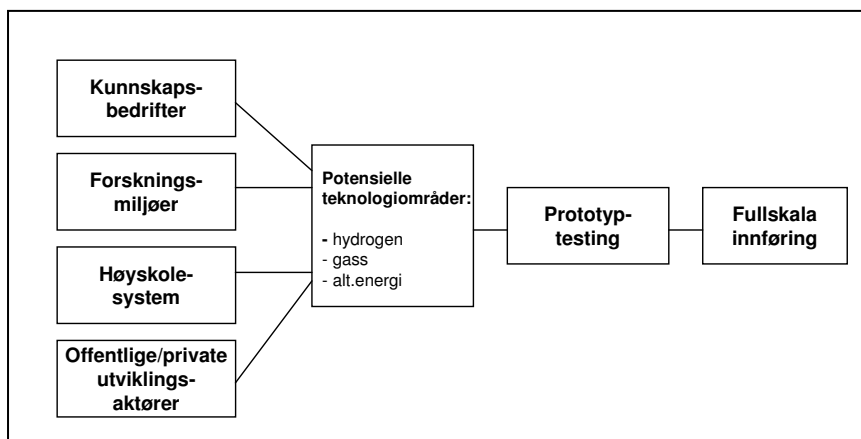 Kunnskaps-
bedrifter
Forsknings-
miljøer
Høyskole-
system
Offentlige/private
utviklings-
aktører
Potensielle
teknologiområder:
- hydrogen
- gass
- alt.energi
Prototyp-
testing
Fullskala
innføring